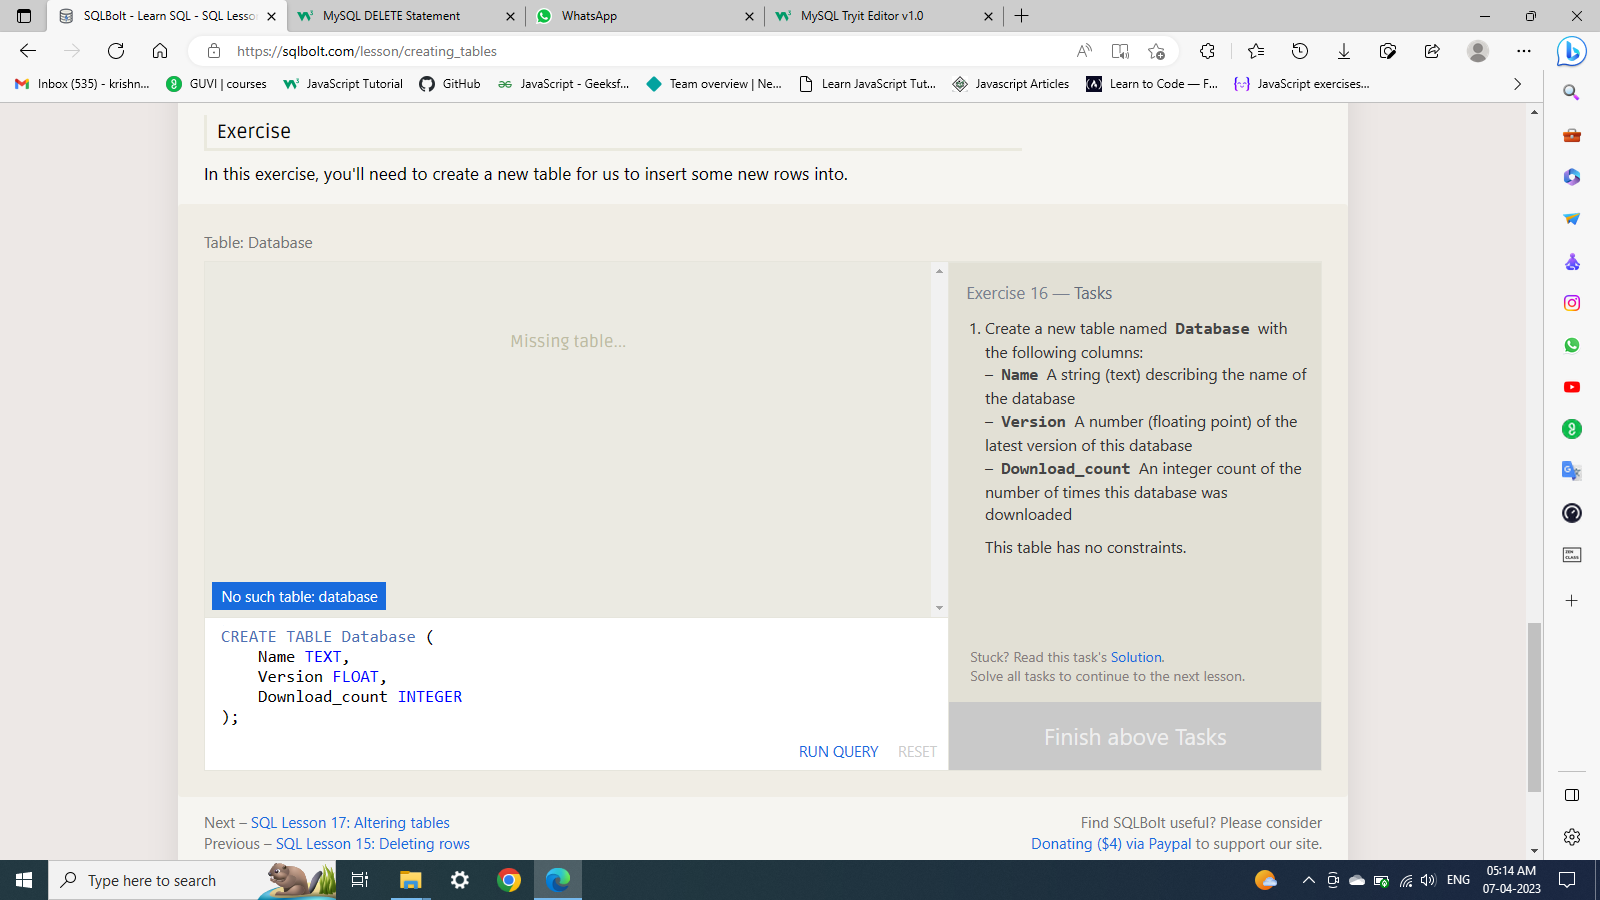 SQLBolt - Learn SQL - SQL Lesson
MySQL DELETE Statement
WhatsApp
MySQL Tryit Editor v1.0
https://sqlbolt.com/lesson/creating_tables
Inbox (535) - krishn...
GUVI | courses
JavaScript Tutorial
GitHub
JavaScript - Geeksf...
Team overview | Ne...
Learn JavaScript Tut...
Javascript Articles
Learn to Code — F...
JavaScript exercises...
Exercise
In this exercise, you'll need to create a new table for us to insert some new rows into.
Table: Database
Missing table...
No such table: database
CREATE TABLE Database (
Name TEXT,
Version FLOAT,
Download_count INTEGER
);
RUN QUERY RESET
Exercise 16 — Tasks
1. Create a new table named Database with
the following columns:
– Name A string (text) describing the name of
the database
– Version A number (floating point) of the
latest version of this database
– Download_count An integer count of the
number of times this database was
downloaded
This table has no constraints.
Stuck? Read this task's Solution.
Solve all tasks to continue to the next lesson.
Finish above Tasks
Next – SQL Lesson 17: Altering tables
Previous – SQL Lesson 15: Deleting rows
Find SQLBolt useful? Please consider
Donating ($4) via Paypal to support our site.
Type here to search
ENG
05:14 AM
07-04-2023